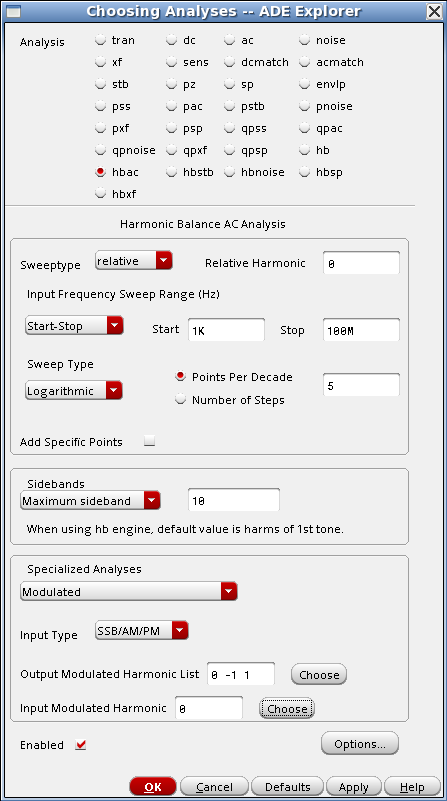 Choosing Analyses -- ADE Explorer
Analysis tran dc ac noise
xf sens dcmatch acmatch
stb pz sp envlp
pss pac pstb pnoise
pxf psp qpss qpac
qpnoise qpxf qpsp hb
hbac hbstb hbnoise hbsp
hbxf
Harmonic Balance AC Analysis
Sweeptype relative Relative Harmonic 0
Input Frequency Sweep Range (Hz)
Start-Stop Start 1K Stop 100M
Sweep Type
Points Per Decade
Logarithmic 5
Number of Steps
Add Specific Points
Sidebands
Maximum sideband 10
When using hb engine, default value is harms of 1st tone.
Specialized Analyses
Modulated
Input Type SSB/AM/PM
Output Modulated Harmonic List 0 -1 1 Choose
Input Modulated Harmonic 0 Choose
Enabled Options...
OK Cancel Defaults Apply Help